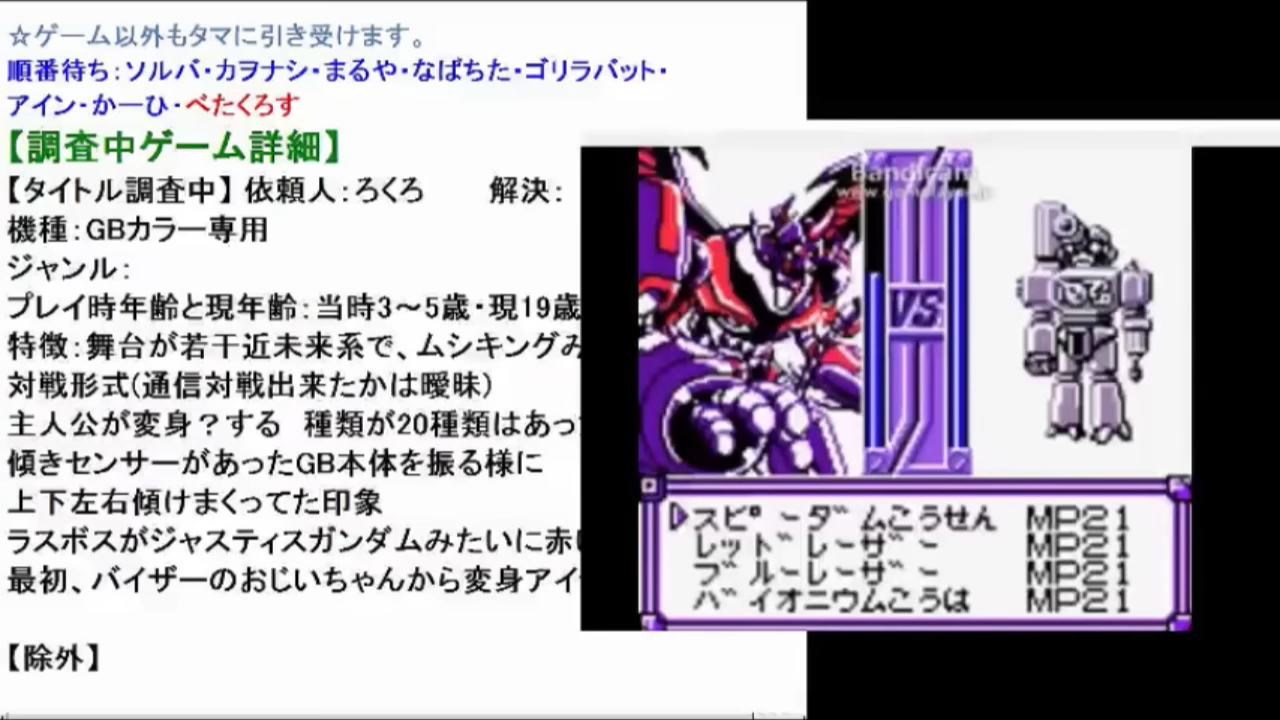 ☆ゲーム以外もタマに引き受けます。
順番待ち：ソルバ・カヲナシ・まるや・なばちた・ゴリラバット・
アイン・かーひ・べたくろす
【調査中ゲーム詳細】
【タイトル調査中】依頼人：ろくろ　　解決：
機種：GBカラー専用
ジャンル：
プレイ時年齢と現年齢：当時3～5歳・現19歳
特徴：舞台が若干近未来系で、ムシキングみ
対戦形式(通信対戦出来たかは曖昧)
主人公が変身？する　種類が20種類はあっ
傾きセンサーがあったGB本体を振る様に
上下左右傾けまくってた印象
ラスボスがジャスティスガンダムみたいに赤い
最初、バイザーのおじいちゃんから変身アイ
【除外】
Bandicam
VS
スピーダムこうせん MP21
レッドレーザー MP21
ブルーレーザー MP21
バイオニウムこうは MP21